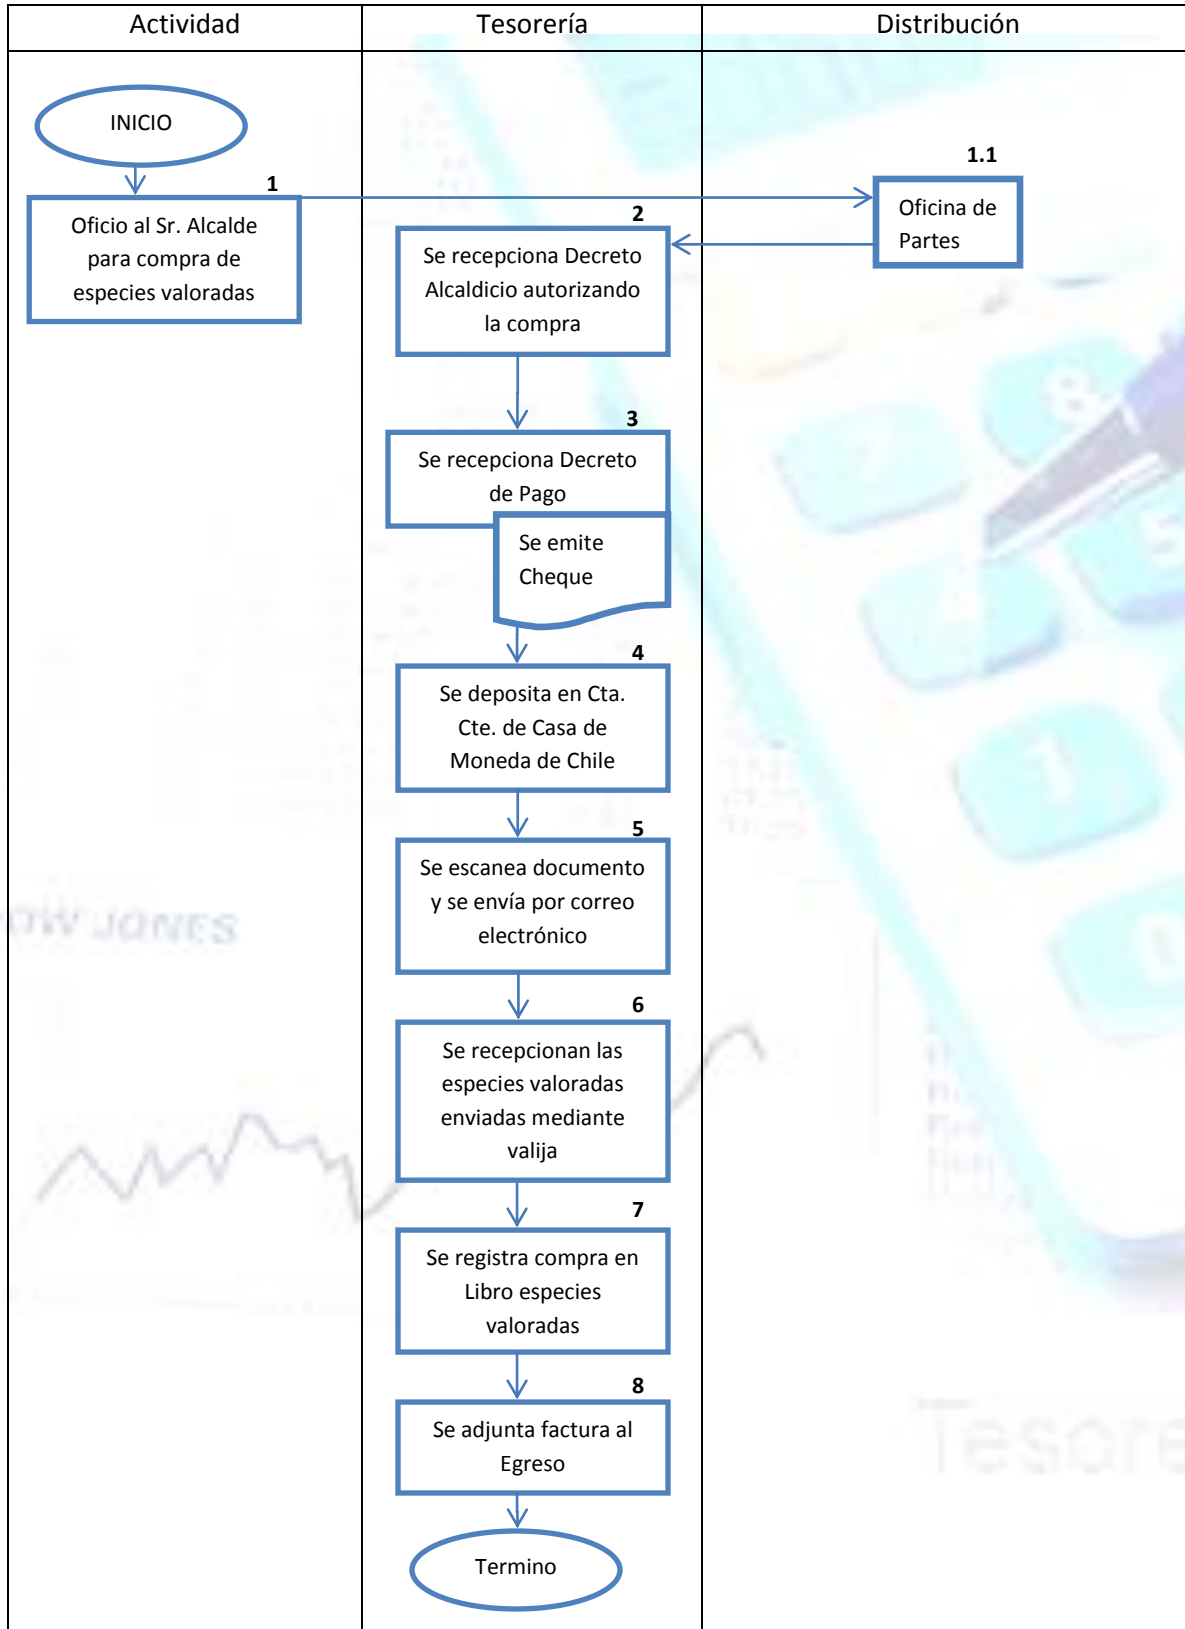 Actividad
Tesorería
Distribución
INICIO
1
Oficio al Sr. Alcalde
para compra de
especies valoradas
1.1
Oficina de
Partes
2
Se recepciona Decreto
Alcaldicio autorizando
la compra
3
Se recepciona Decreto
de Pago
Se emite
Cheque
4
Se deposita en Cta.
Cte. de Casa de
Moneda de Chile
5
Se escanea documento
y se envía por correo
electrónico
OW JONES
6
Se recepcionan las
especies valoradas
enviadas mediante
valija
7
Se registra compra en
Libro especies
valoradas
8
Se adjunta factura al
Egreso
Tesore
Termino